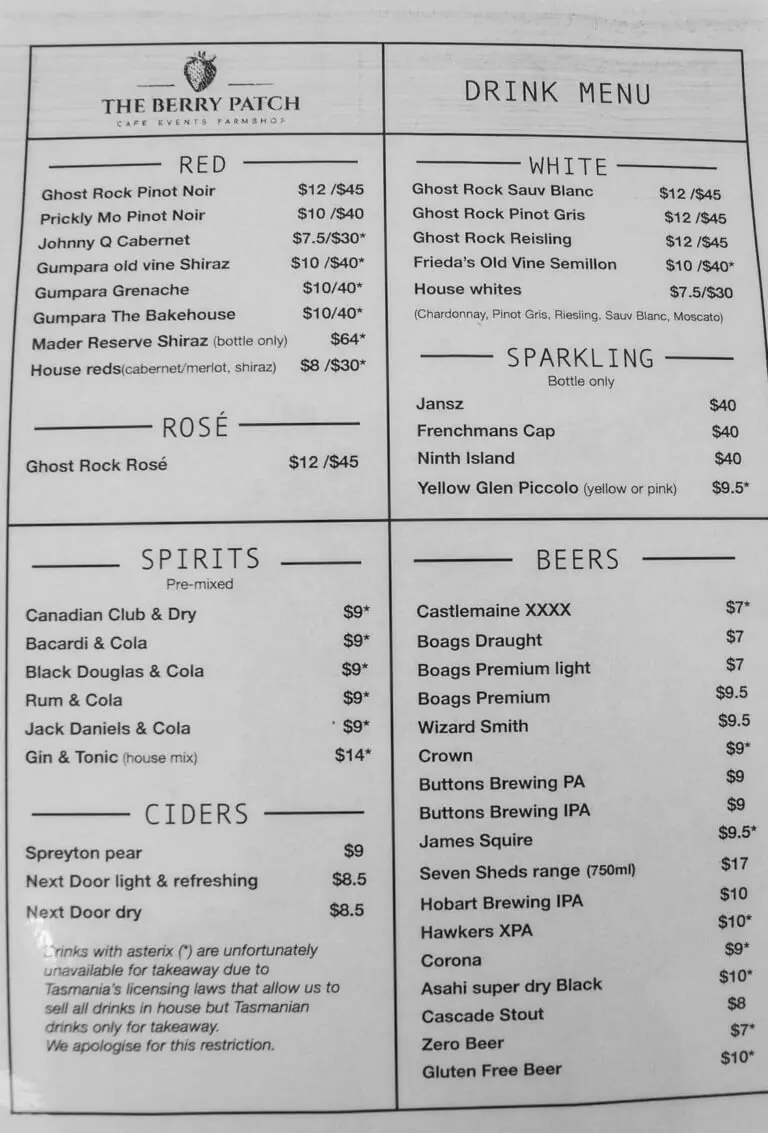 THE BERRY PATCH
CAFE EVENTS FARMSHOP
DRINK MENU
RED
Ghost Rock Pinot Noir $12 /$45
Prickly Mo Pinot Noir $10 /$40
Johnny Q Cabernet $7.5/$30*
Gumpara old vine Shiraz $10 /$40*
Gumpara Grenache $10/40*
Gumpara The Bakehouse $10/40*
Mader Reserve Shiraz (bottle only) $64*
House reds(cabernet/merlot, shiraz) $8 /$30*
ROSÉ
Ghost Rock Rosé $12 /$45
WHITE
Ghost Rock Sauv Blanc $12 /$45
Ghost Rock Pinot Gris $12 /$45
Ghost Rock Reisling $12 /$45
Frieda's Old Vine Semillon $10 /$40*
House whites $7.5/$30
(Chardonnay, Pinot Gris, Riesling, Sauv Blanc, Moscato)
SPARKLING
Bottle only
Jansz $40
Frenchmans Cap $40
Ninth Island $40
Yellow Glen Piccolo (yellow or pink) $9.5*
SPIRITS
Pre-mixed
Canadian Club & Dry $9*
Bacardi & Cola $9*
Black Douglas & Cola $9*
Rum & Cola $9*
Jack Daniels & Cola $9*
Gin & Tonic (house mix) $14*
CIDERS
Spreyton pear $9
Next Door light & refreshing $8.5
Next Door dry $8.5
Drinks with asterix (*) are unfortunately
unavailable for takeaway due to
Tasmania's licensing laws that allow us to
sell all drinks in house but Tasmanian
drinks only for takeaway.
We apologise for this restriction.
BEERS
Castlemaine XXXX $7*
Boags Draught $7
Boags Premium light $7
Boags Premium $9.5
Wizard Smith $9.5
Crown $9*
Buttons Brewing PA $9
Buttons Brewing IPA $9
James Squire $9.5*
Seven Sheds range (750ml) $17
Hobart Brewing IPA $10
Hawkers XPA $10*
Corona $9*
Asahi super dry Black $10*
Cascade Stout $8
Zero Beer $7*
Gluten Free Beer $10*